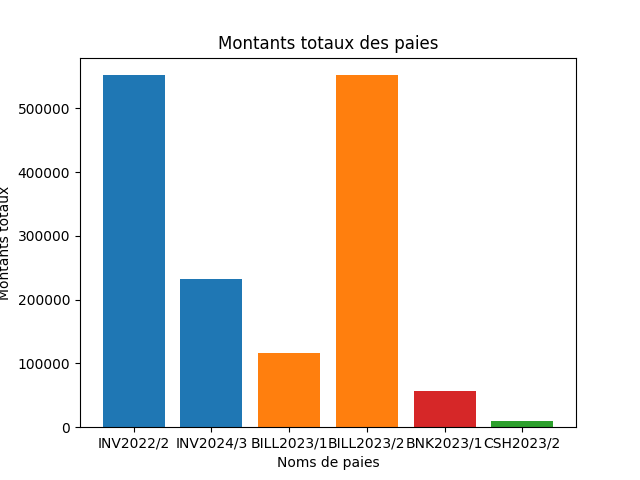 Montants totaux des paies
Montants totaux
500000
400000
300000
200000
100000
0
INV2022/2 INV2024/3 BILL2023/1 BILL2023/2 BNK2023/1 CSH2023/2
Noms de paies